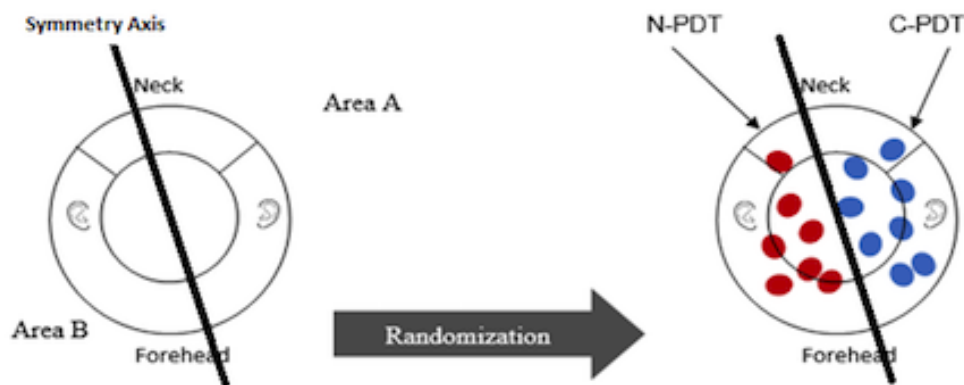 Symmetry Axis
Neck
Area A
Area B
Forehead
Randomization
N-PDT
C-PDT
Neck
Forehead